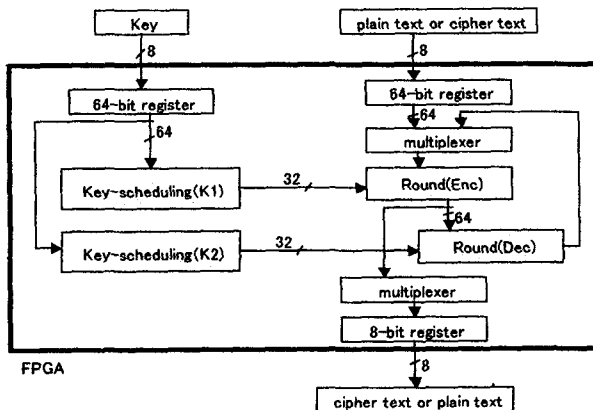 Key
plain text or cipher text
8
8
64-bit register
64-bit register
64
64
multiplexer
Key-scheduling(K1)
32
Round(Enc)
64
Key-scheduling(K2)
32
Round(Dec)
multiplexer
8-bit register
FPGA
8
cipher text or plain text